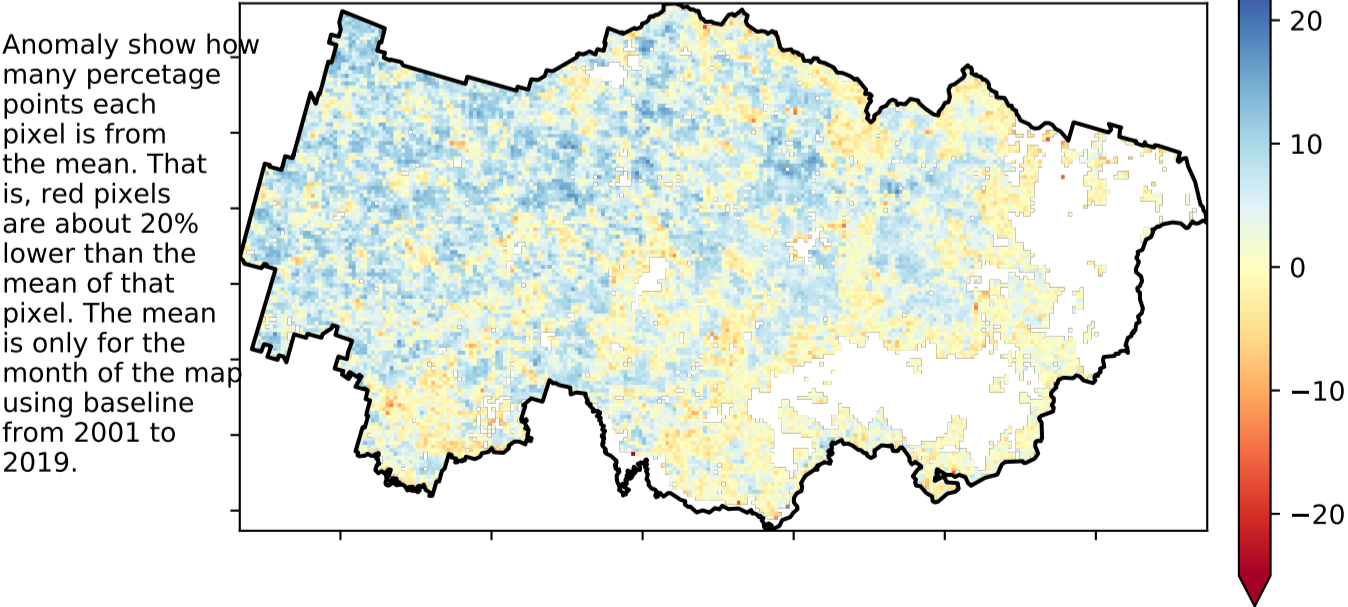 Anomaly show how
many percetage
points each
pixel is from
the mean. That
is, red pixels
are about 20%
lower than the
mean of that
pixel. The mean
is only for the
month of the map
using baseline
from 2001 to
2019.
20
10
0
−10
−20